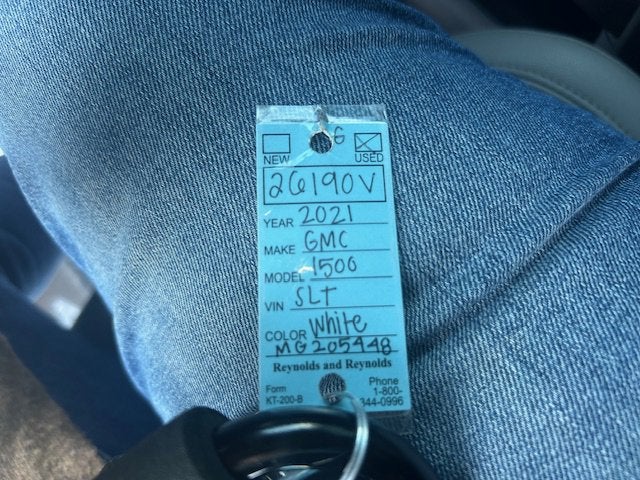 G
NEW USED
26190V
YEAR 2021
MAKE GMC
MODEL 1500
VIN SLT
COLOR White
MG205448
Reynolds and Reynolds
Form Phone
KT-200-B 1-800-
344-0996